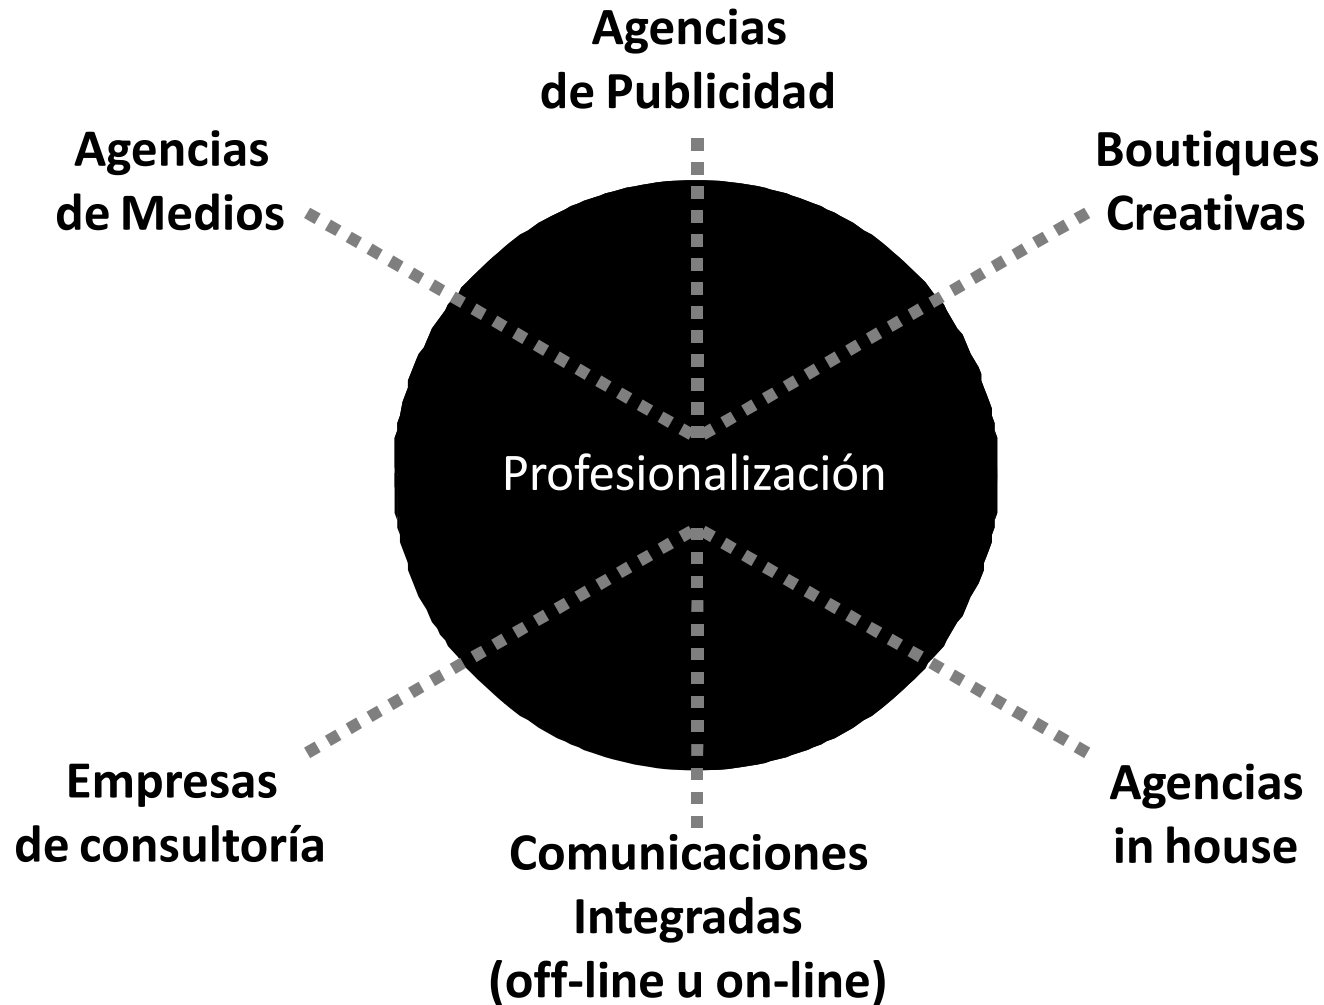 Agencias
de Publicidad
Agencias
de Medios
Boutiques
Creativas
Profesionalización
Empresas
de consultoría
Comunicaciones
Integradas
(off-line u on-line)
Agencias
in house